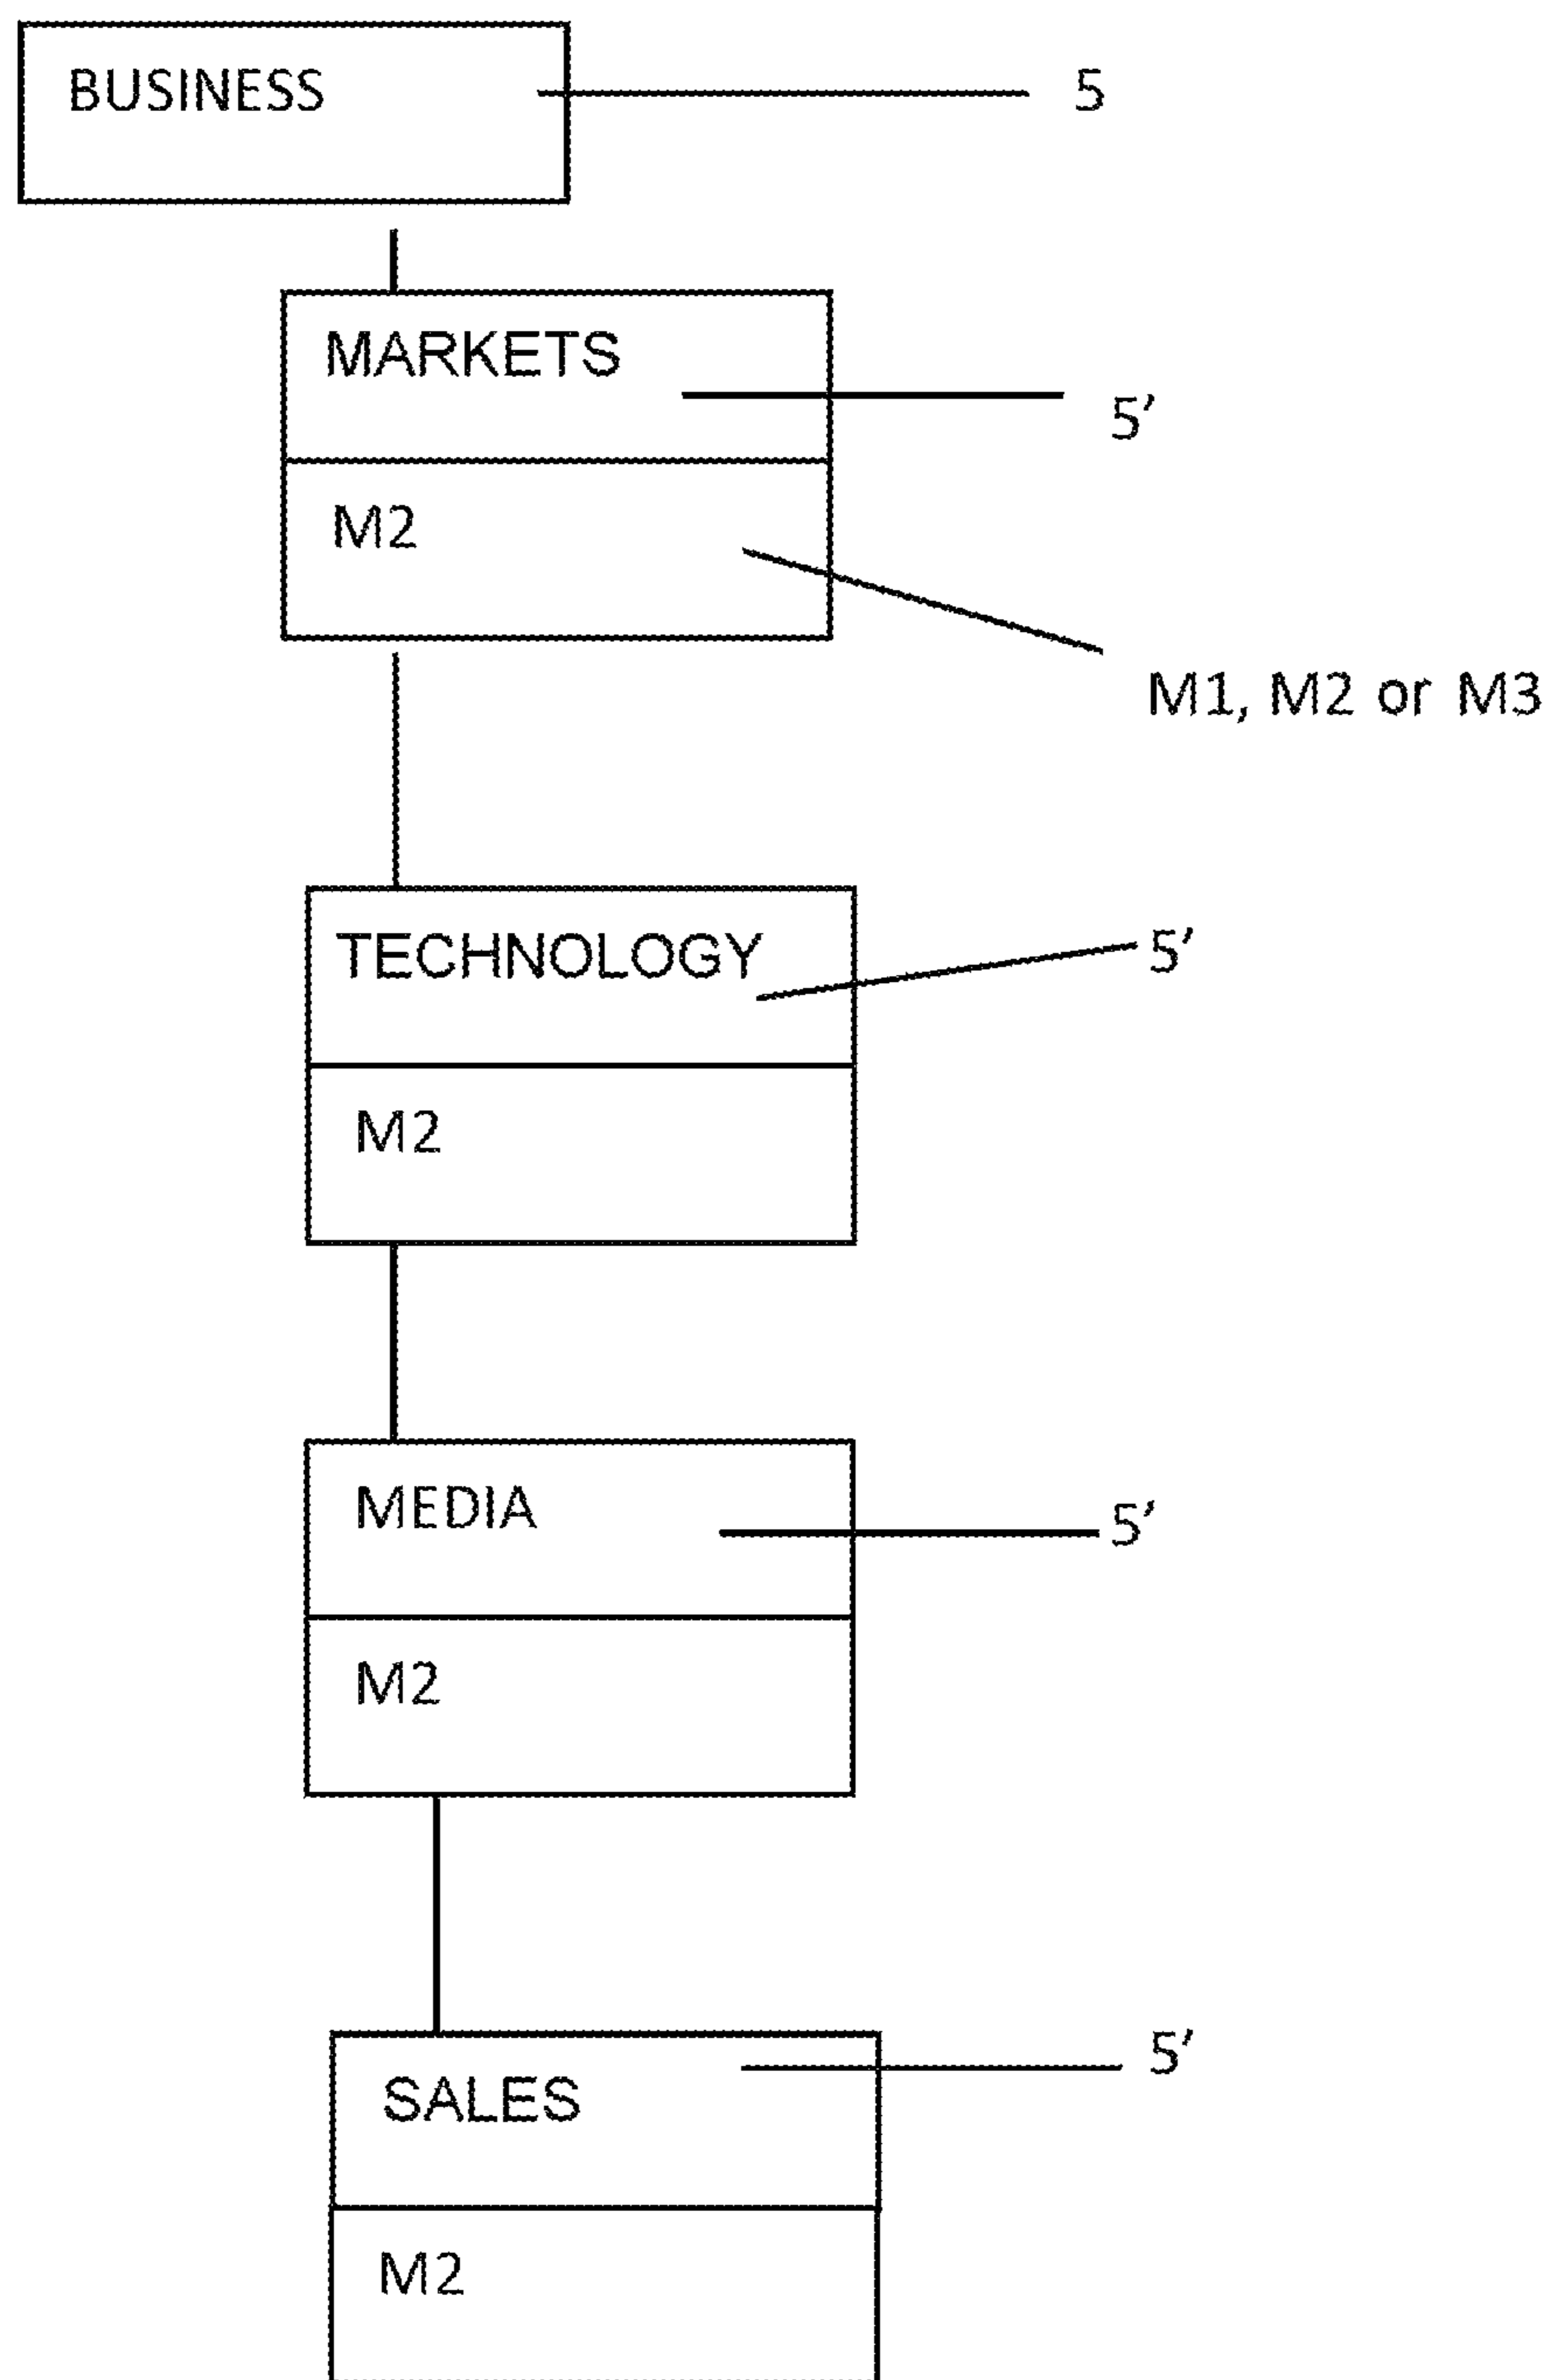 BUSINESS 5
MARKETS
5’
M2
M1, M2 or M3
TECHNOLOGY 5’
M2
MEDIA 5’
M2
5’
SALES
M2